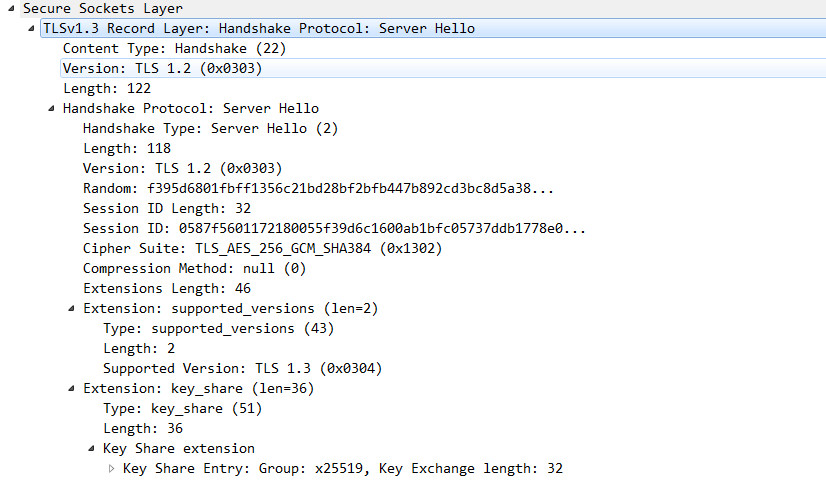 Secure Sockets Layer
TLSv1.3 Record Layer: Handshake Protocol: Server Hello
Content Type: Handshake (22)
Version: TLS 1.2 (0x0303)
Length: 122
Handshake Protocol: Server Hello
Handshake Type: Server Hello (2)
Length: 118
Version: TLS 1.2 (0x0303)
Random: f395d6801fbff1356c21bd28bf2bfb447b892cd3bc8d5a38...
Session ID Length: 32
Session ID: 0587f5601172180055f39d6c1600ab1bfc05737ddb1778e0...
Cipher Suite: TLS_AES_256_GCM_SHA384 (0x1302)
Compression Method: null (0)
Extensions Length: 46
Extension: supported_versions (len=2)
Type: supported_versions (43)
Length: 2
Supported Version: TLS 1.3 (0x0304)
Extension: key_share (len=36)
Type: key_share (51)
Length: 36
Key Share extension
Key Share Entry: Group: x25519, Key Exchange length: 32